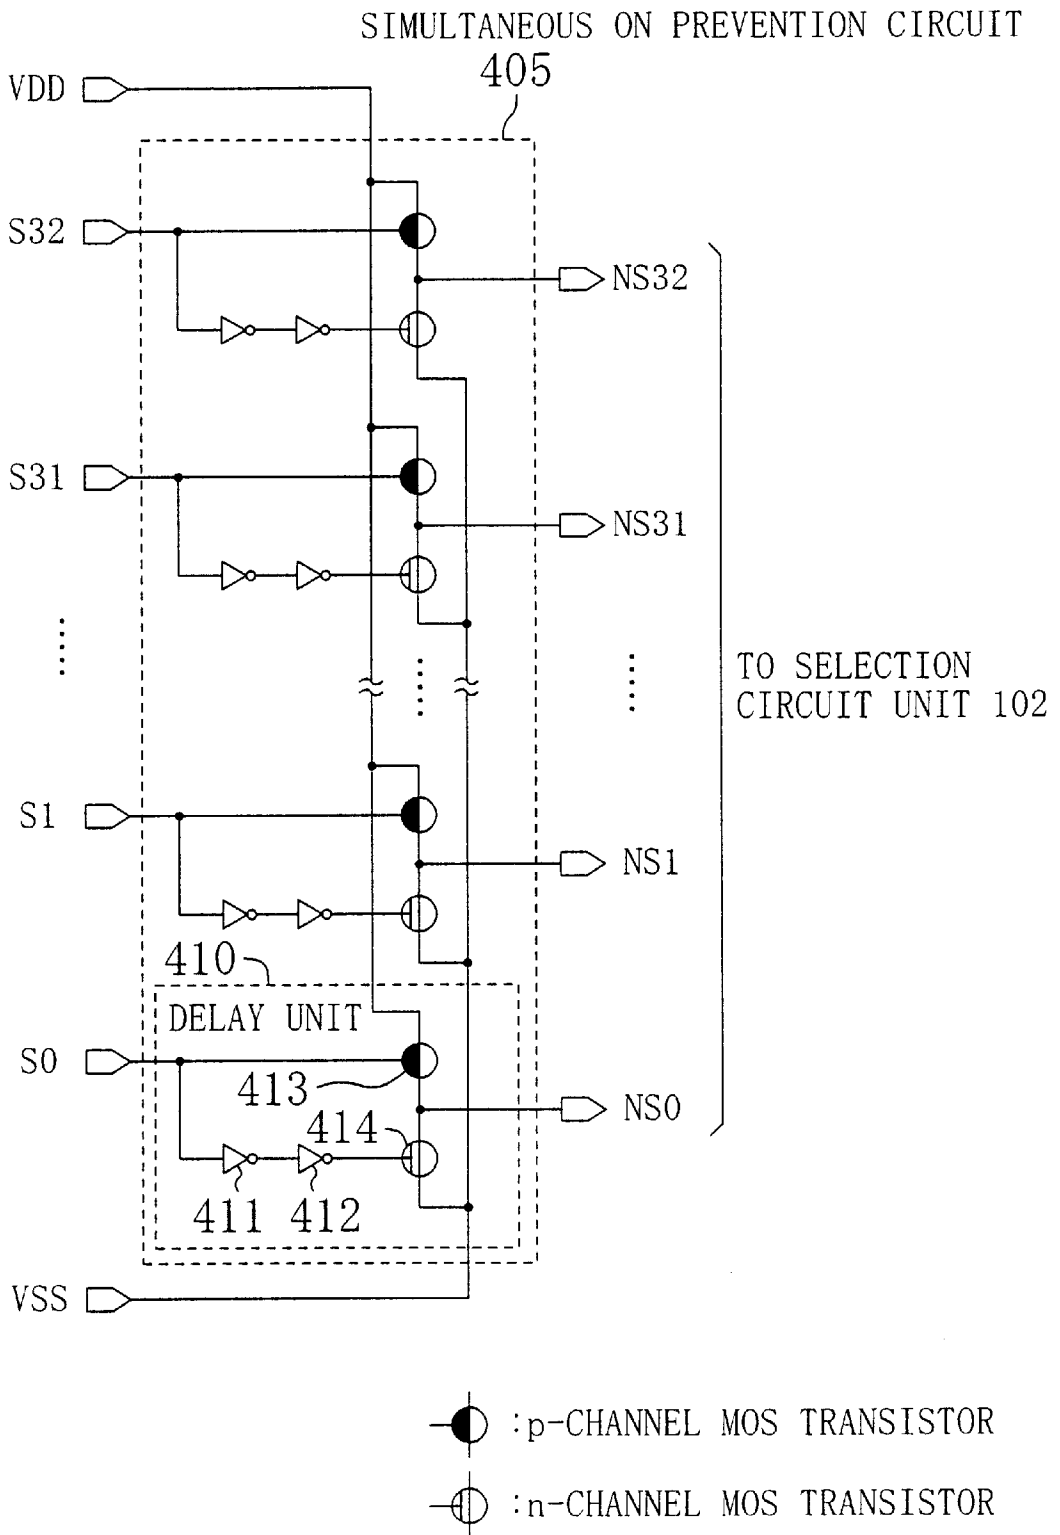 SIMULTANEOUS ON PREVENTION CIRCUIT
405
VDD
S32
NS32
S31
NS31
TO SELECTION
CIRCUIT UNIT 102
S1
NS1
410
DELAY UNIT
S0
413
NS0
414
411
412
VSS
:p-CHANNEL MOS TRANSISTOR
:n-CHANNEL MOS TRANSISTOR